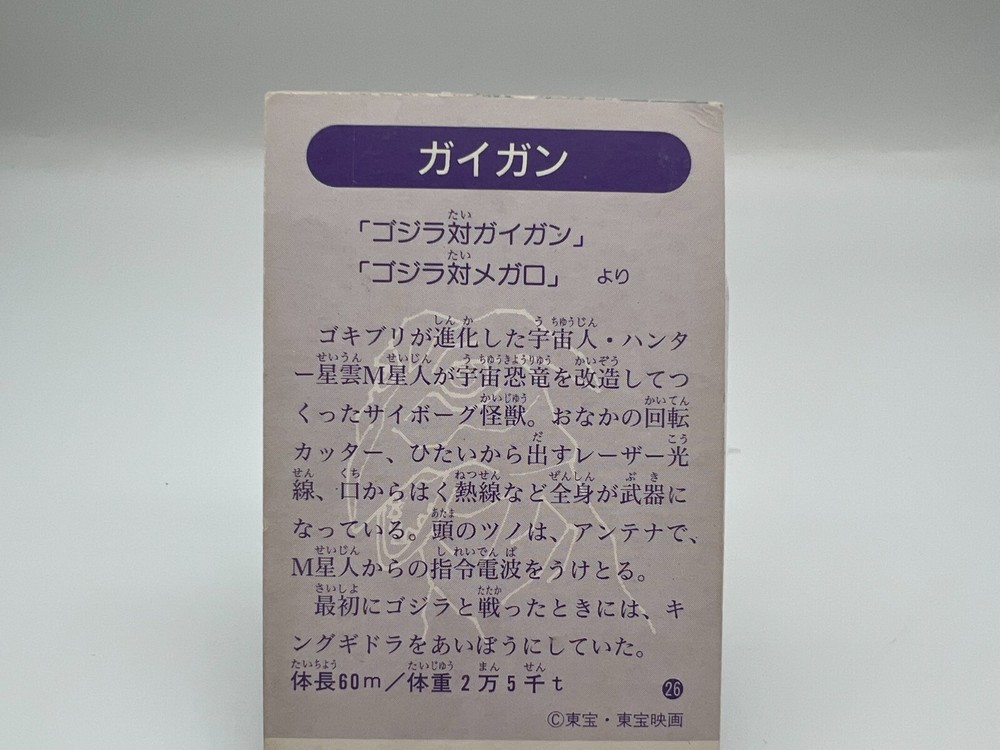 ガイガン
「ゴジラ対ガイガン」
「ゴジラ対メガロ」 より
ゴキブリが進化した宇宙人・ハンタ
ー星雲M星人が宇宙恐竜を改造してつ
くったサイボーグ怪獣。おなかの回転
カッター、ひたいから出すレーザー光
線、口からはく熱線など全身が武器に
なっている。頭のツノは、アンテナで、
M星人からの指令電波をうけとる。
最初にゴジラと戦ったときには、キ
ングギドラをあいぼうにしていた。
体長60m/体重2万5千t
26
©東宝・東宝映画